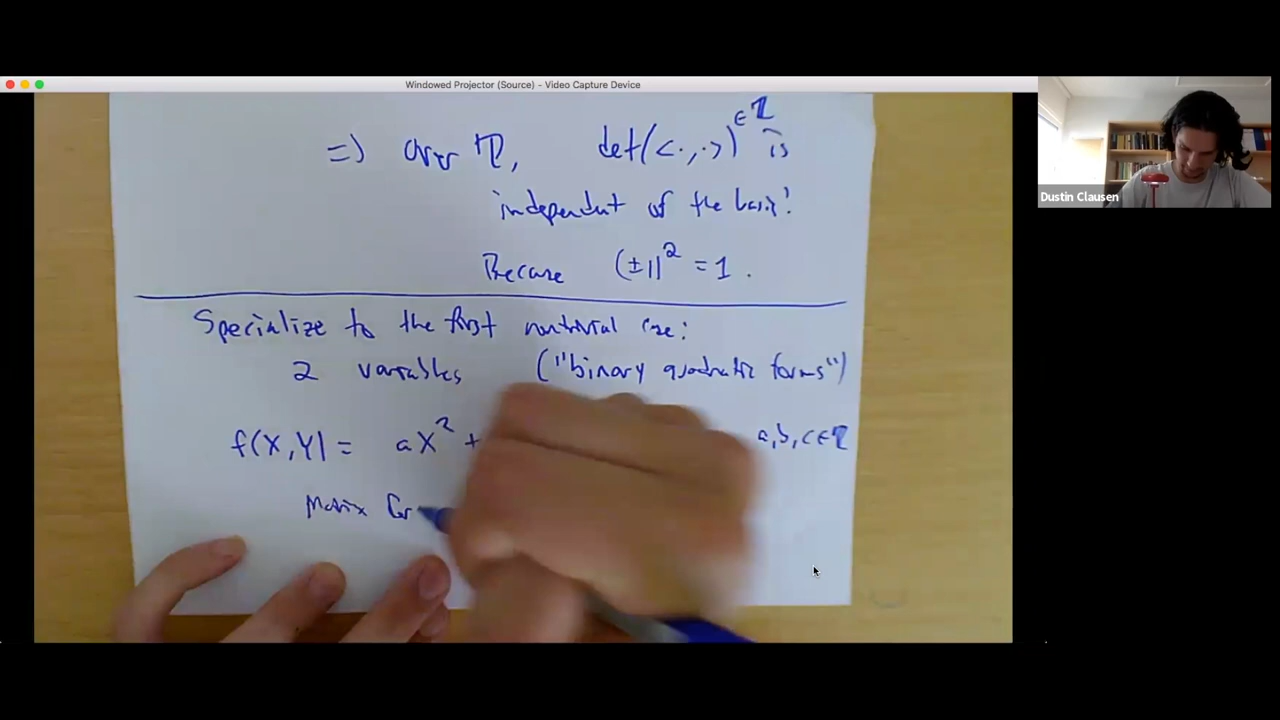 Windowed Projector (Source) - Video Capture Device
=> over ℤ, det(<·,·>) ∈ ℤ is
independent of the basis!
Because (±1)² = 1.
Specialize to the first nontrivial case:
2 variables ("binary quadratic forms")
f(X,Y) = aX² + a,b,c ∈ ℤ
Matrix
Dustin Clausen